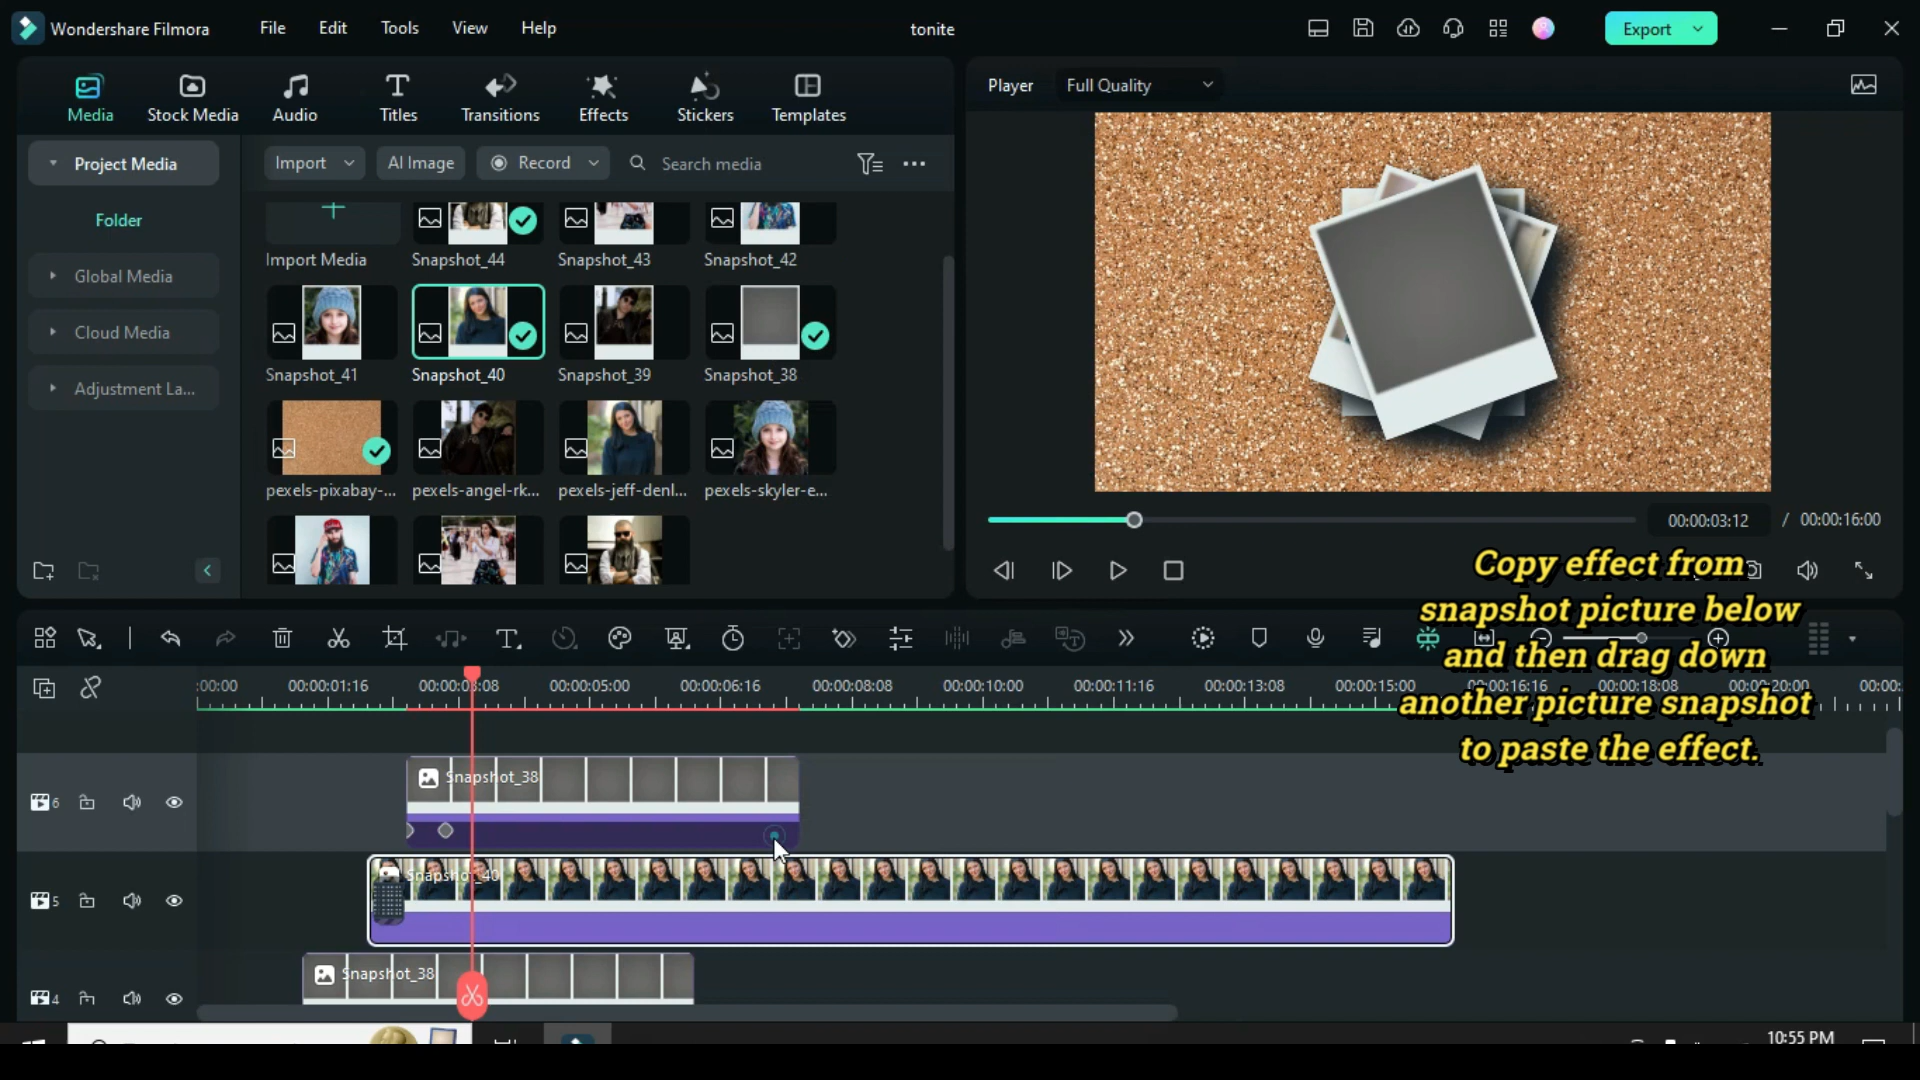 Wondershare Filmora
File
Edit
Tools
View
Help
tonite
Export
Media
Stock Media
Audio
Titles
Transitions
Effects
Stickers
Templates
Player
Full Quality
Project Media
Import
AI Image
Record
Search media
Folder
Global Media
Cloud Media
Adjustment La...
Import Media
Snapshot_44
Snapshot_43
Snapshot_42
Snapshot_41
Snapshot_40
Snapshot_39
Snapshot_38
pexels-pixabay-...
pexels-angel-rk...
pexels-jeff-denl...
pexels-skyler-e...
00:00:03:12 / 00:00:16:00
Copy effect from
snapshot picture below
and then drag down
another picture snapshot
to paste the effect.
:00:00
00:00:01:16
00:00:03:08
00:00:05:00
00:00:06:16
00:00:08:08
00:00:10:00
00:00:11:16
00:00:13:08
00:00:15:00
00:00:16:16
00:00:18:08
00:00:20:00
00:00:
6
Snapshot_38
5
Snapshot_40
4
Snapshot_38
10:55 PM